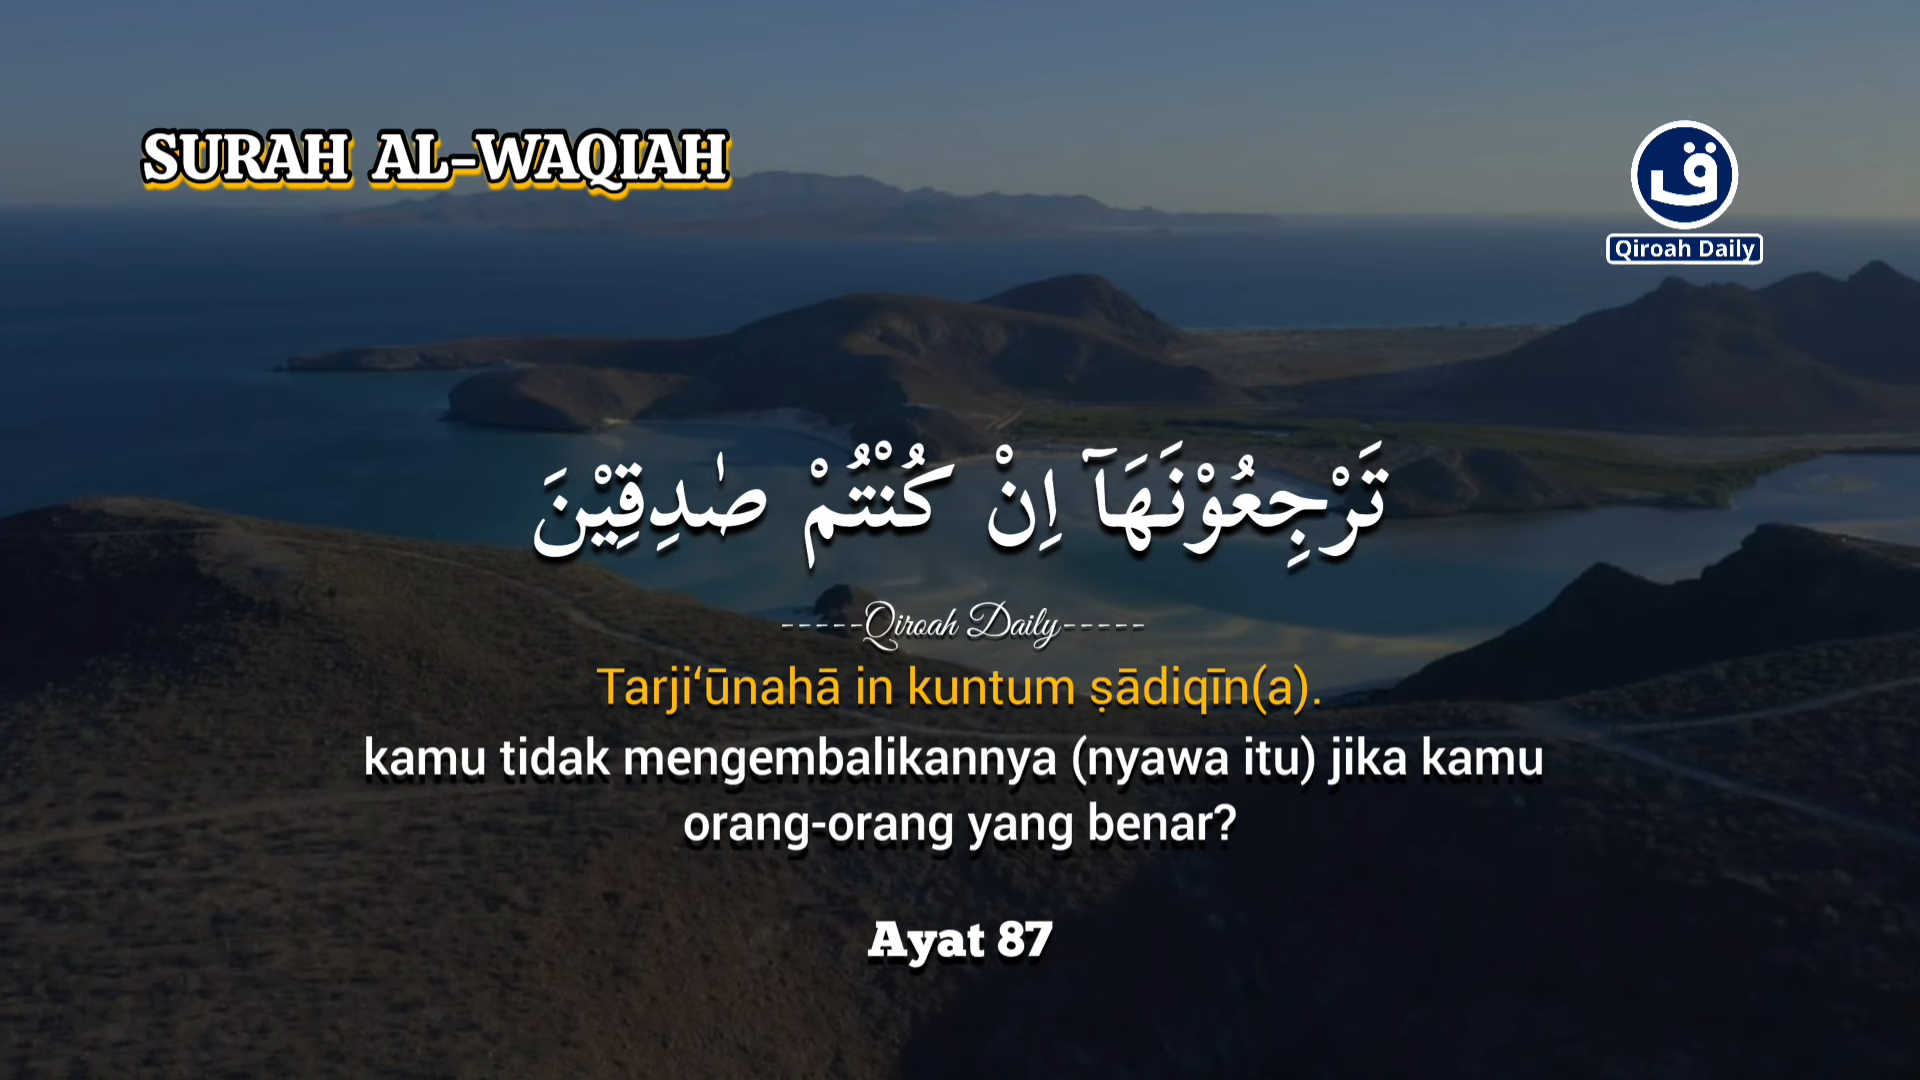 SURAH AL-WAQIAH
ق
Qiroah Daily
تَرْجِعُوْنَهَآ اِنْ كُنْتُمْ صٰدِقِيْنَ
-----Qiroah Daily-----
Tarji‘ūnahā in kuntum ṣādiqīn(a).
kamu tidak mengembalikannya (nyawa itu) jika kamu
orang-orang yang benar?
Ayat 87